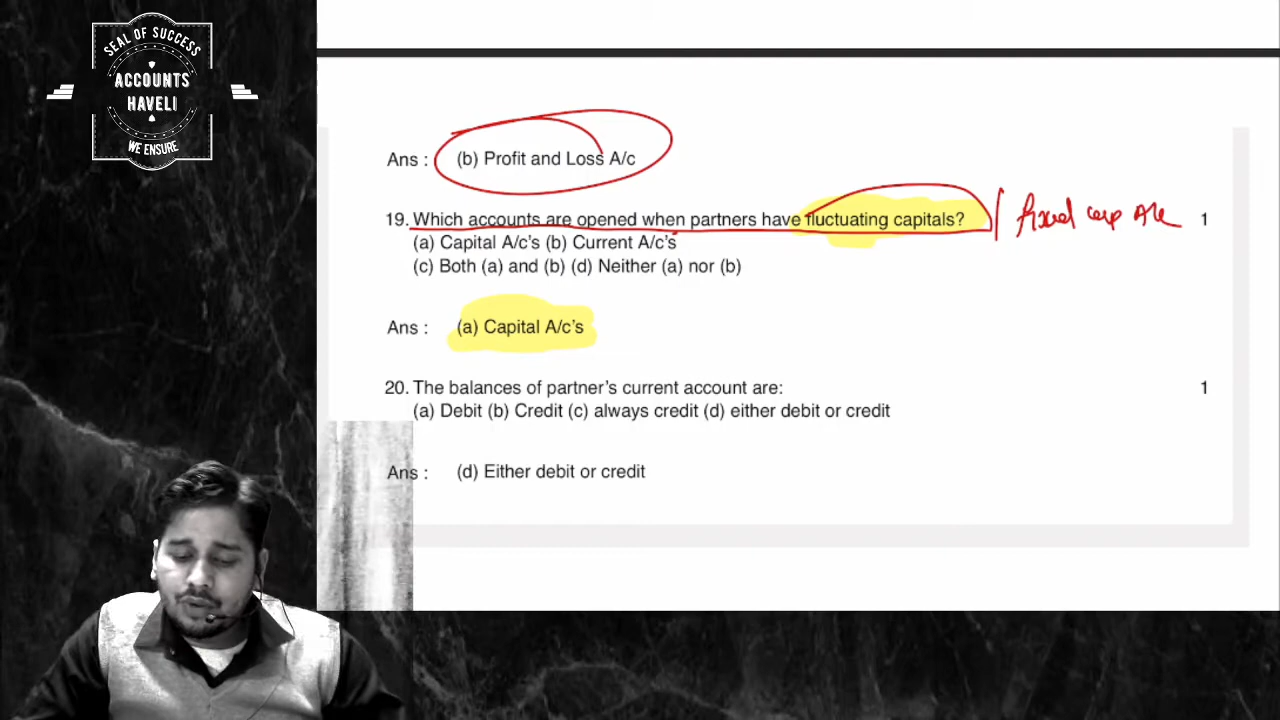 SEAL OF SUCCESS
ACCOUNTS
HAVELI
WE ENSURE
Ans : (b) Profit and Loss A/c
19. Which accounts are opened when partners have fluctuating capitals? fixed cap A/c 1
(a) Capital A/c's (b) Current A/c's
(c) Both (a) and (b) (d) Neither (a) nor (b)
Ans : (a) Capital A/c's
20. The balances of partner's current account are: 1
(a) Debit (b) Credit (c) always credit (d) either debit or credit
Ans : (d) Either debit or credit